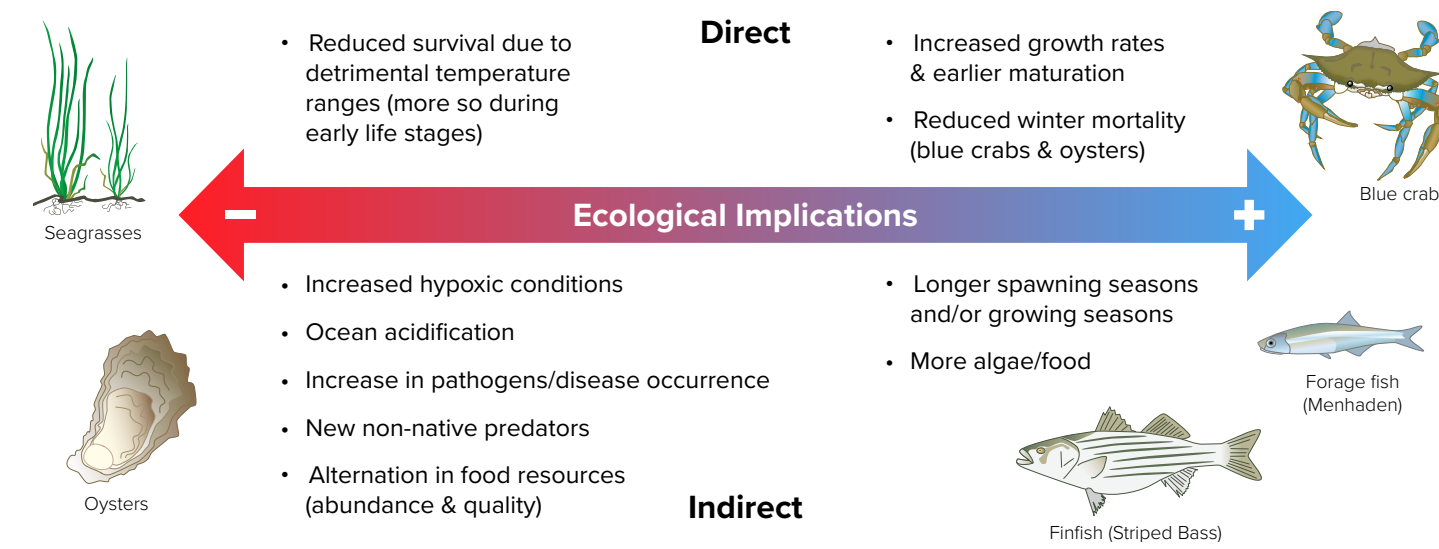 Direct
• Reduced survival due to
detrimental temperature
ranges (more so during
early life stages)
• Increased growth rates
& earlier maturation
• Reduced winter mortality
(blue crabs & oysters)
Seagrasses
Blue crab
− Ecological Implications +
• Increased hypoxic conditions
• Ocean acidification
• Increase in pathogens/disease occurrence
• New non-native predators
• Alternation in food resources
(abundance & quality)
• Longer spawning seasons
and/or growing seasons
• More algae/food
Oysters
Forage fish
(Menhaden)
Indirect
Finfish (Striped Bass)